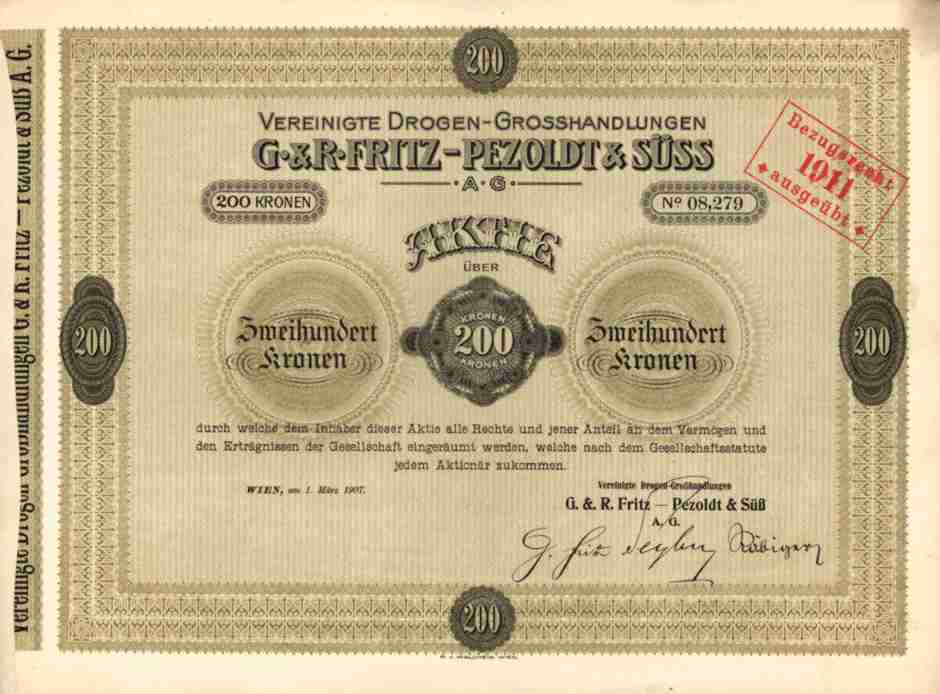 200
VEREINIGTE DROGEN-GROSSHANDLUNGEN
G.&R.FRITZ-PEZOLDT & SÜSS
A.G.
200 KRONEN
Nº 08,279
Bezugsrecht
1911
ausgeübt
AKTIE
ÜBER
Zweihundert
Kronen
KRONEN
200
KRONEN
Zweihundert
Kronen
200
200
durch welche dem Inhaber dieser Aktie alle Rechte und jener Anteil an dem Vermögen und
den Erträgnissen der Gesellschaft eingeräumt werden, welche nach dem Gesellschaftsstatute
jedem Aktionär zukommen.
WIEN, am 1. März 1907.
Vereinigte Drogen-Großhandlungen
G. & R. Fritz — Pezoldt & Süß
A. G.
G. Fritz
200
Vereinigte Drogen Großhandlungen G. & R. Fritz — Pezoldt & Süß A. G.